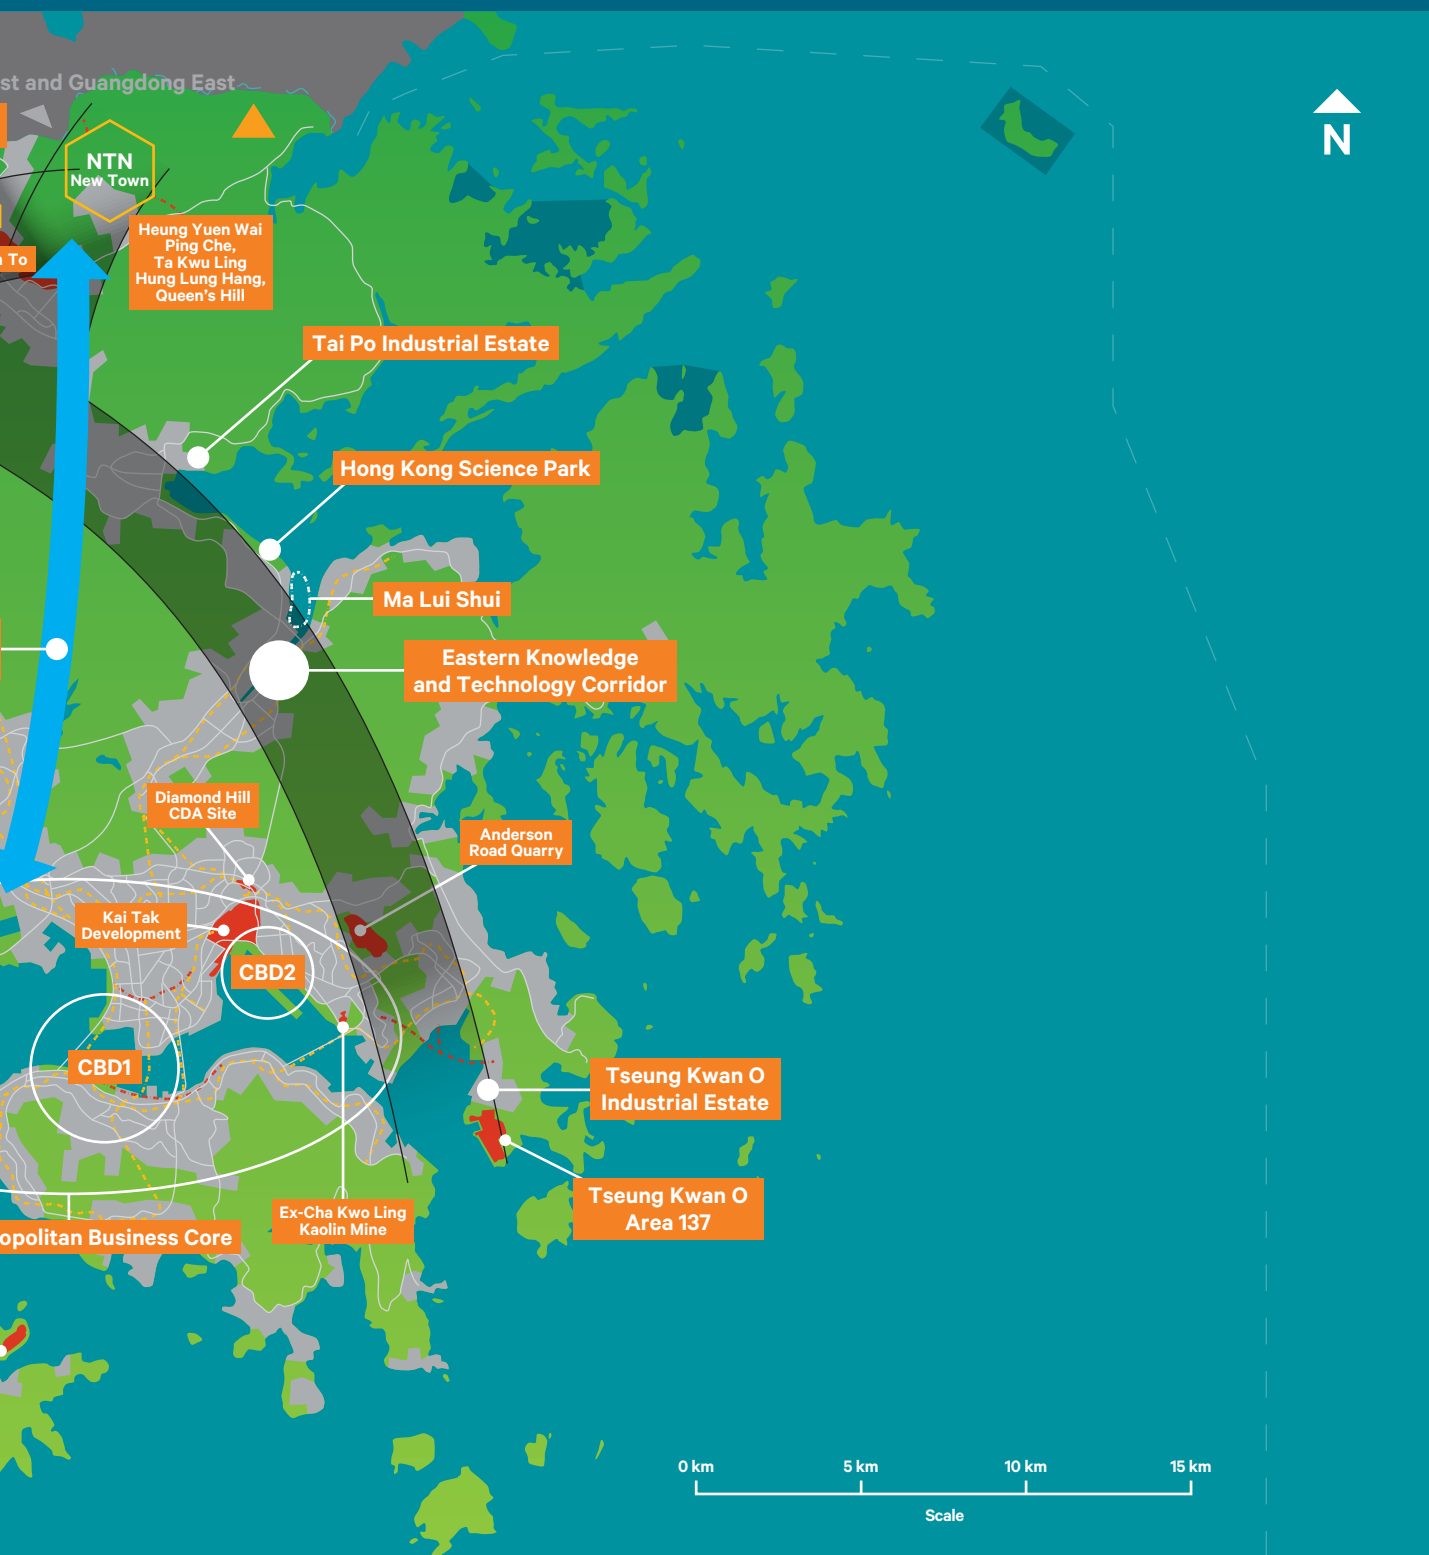 st and Guangdong East
N
NTN
New Town
To
Heung Yuen Wai
Ping Che,
Ta Kwu Ling
Hung Lung Hang,
Queen's Hill
Tai Po Industrial Estate
Hong Kong Science Park
Ma Lui Shui
Eastern Knowledge
and Technology Corridor
Diamond Hill
CDA Site
Anderson
Road Quarry
Kai Tak
Development
CBD2
CBD1
Tseung Kwan O
Industrial Estate
Tseung Kwan O
Area 137
Ex-Cha Kwo Ling
Kaolin Mine
opolitan Business Core
0 km
5 km
10 km
15 km
Scale